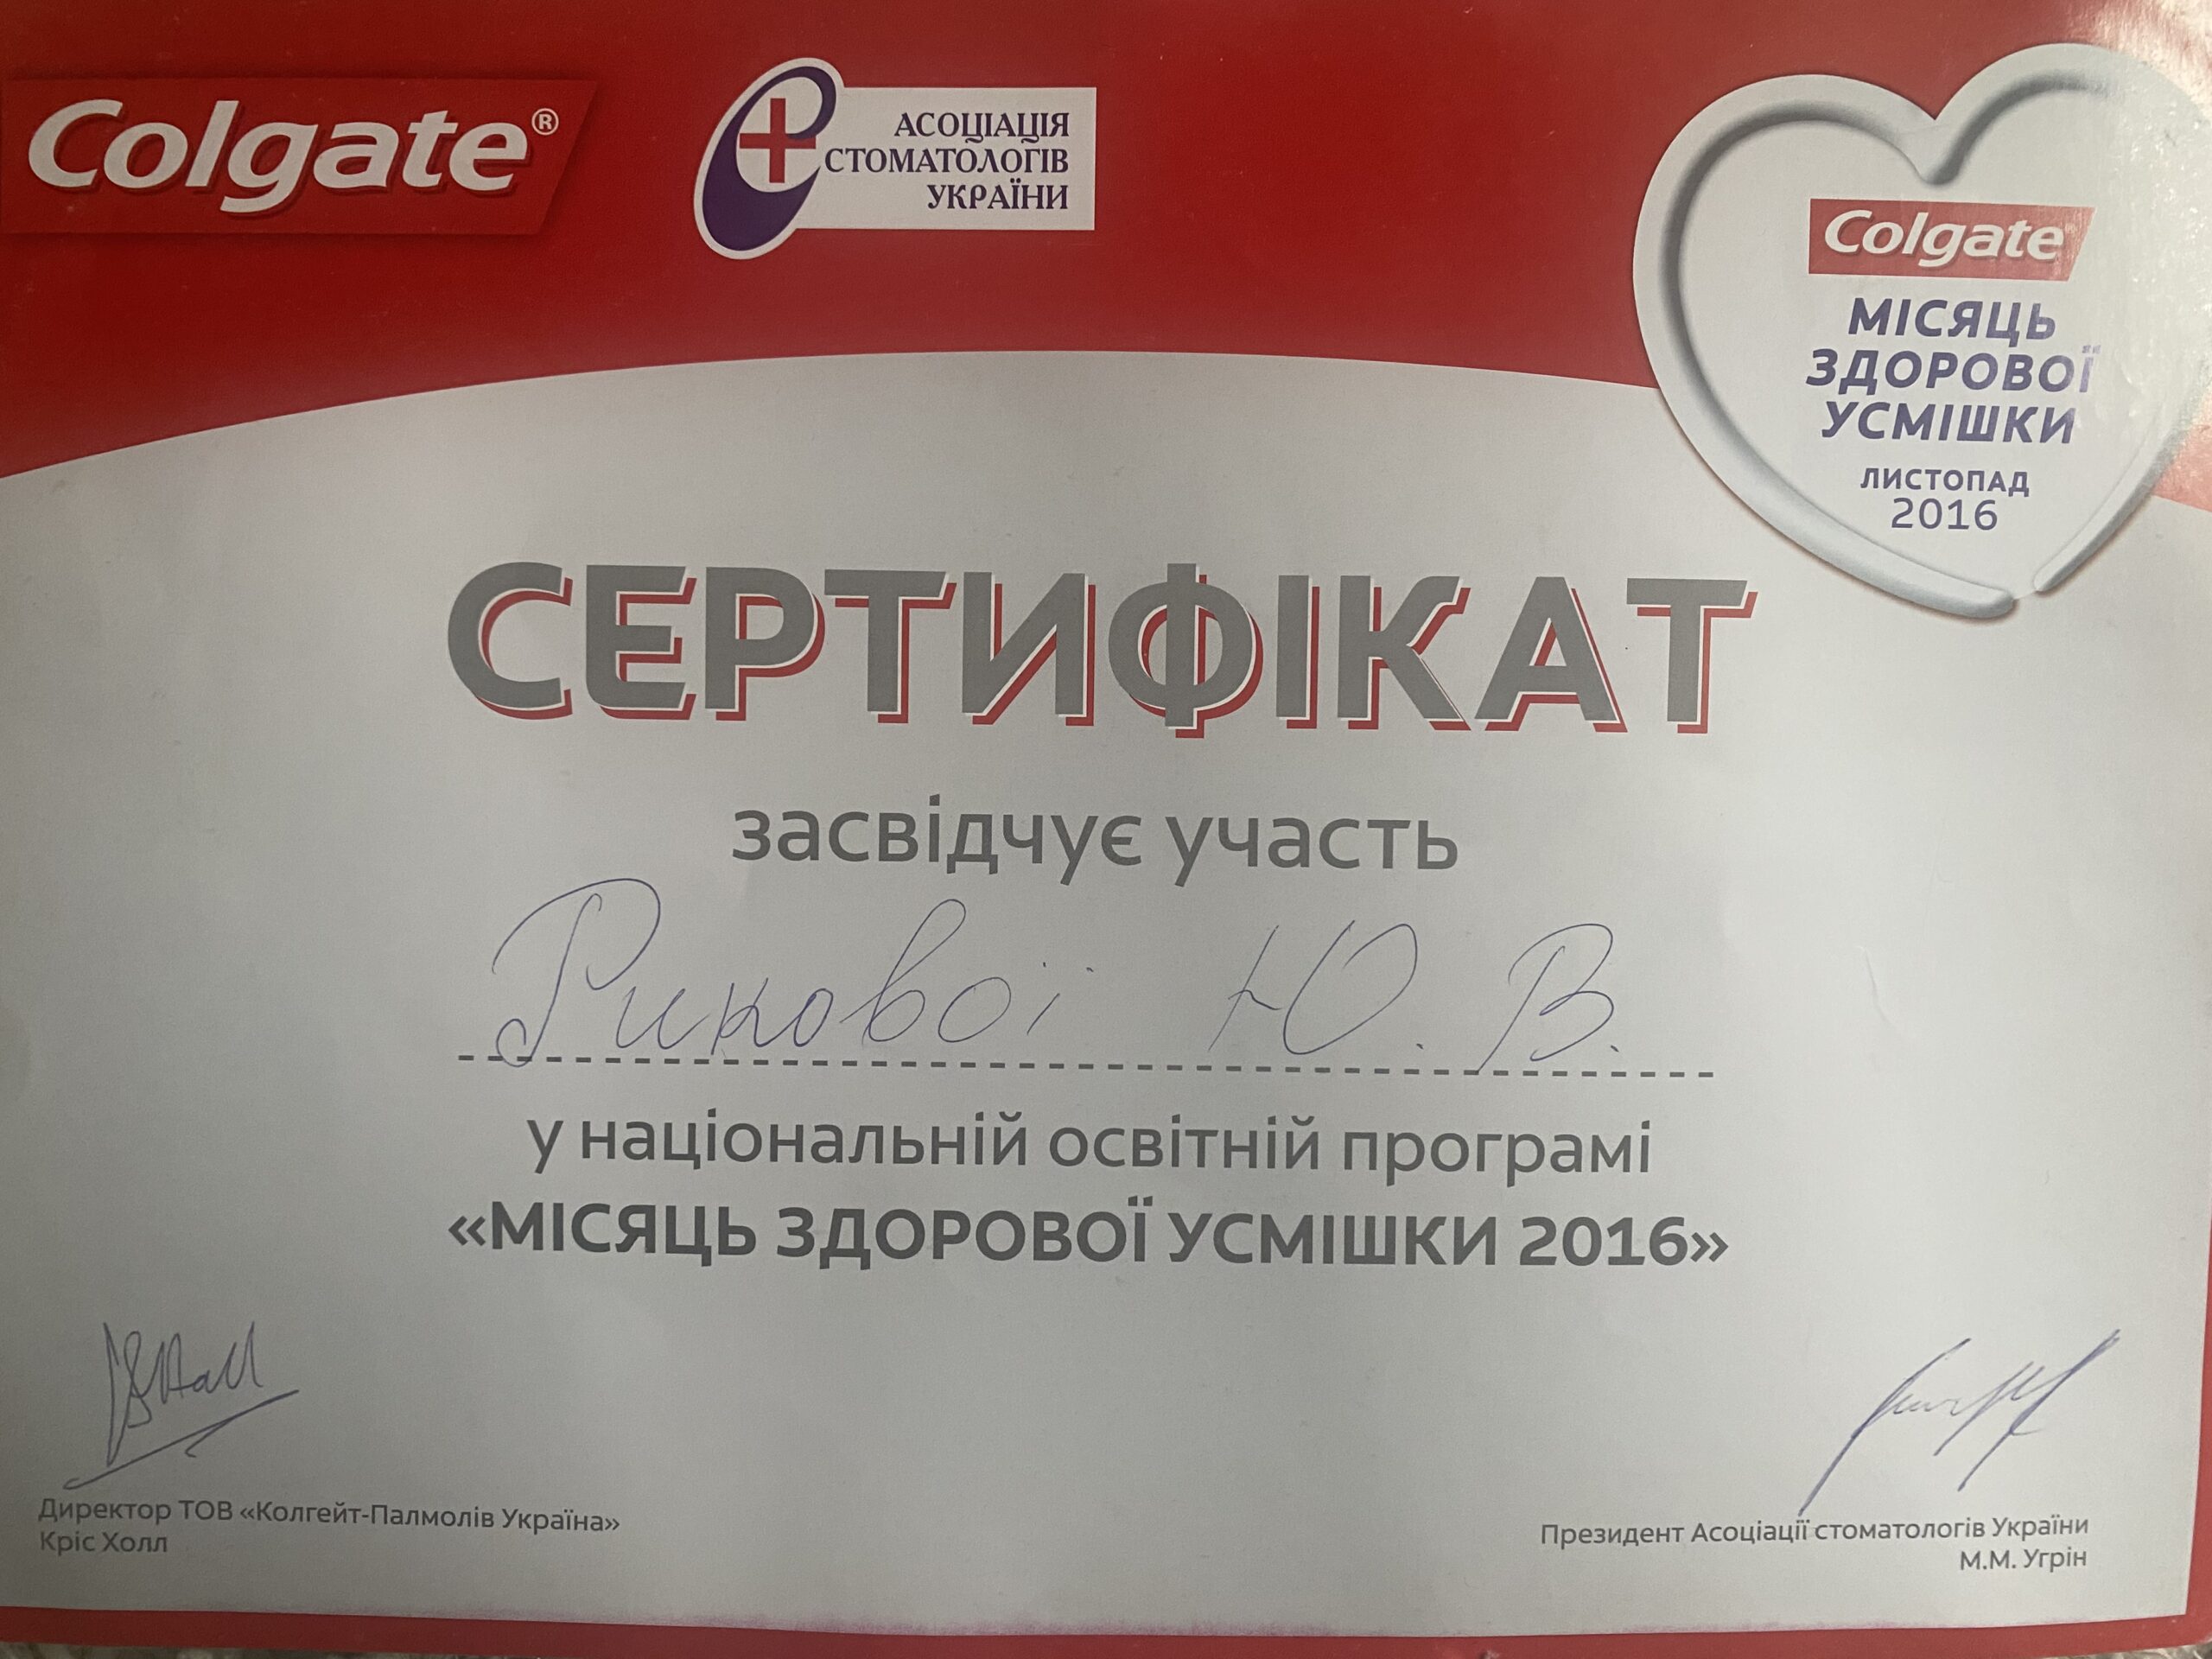 Colgate®
АСОЦІАЦІЯ
СТОМАТОЛОГІВ
УКРАЇНИ
Colgate
МІСЯЦЬ
ЗДОРОВОЇ
УСМІШКИ
ЛИСТОПАД
2016
СЕРТИФІКАТ
засвідчує участь
Рикової Ю. В.
у національній освітній програмі
«МІСЯЦЬ ЗДОРОВОЇ УСМІШКИ 2016»
Директор ТОВ «Колгейт-Палмолів Україна»
Кріс Холл
Президент Асоціації стоматологів України
М.М. Угрін